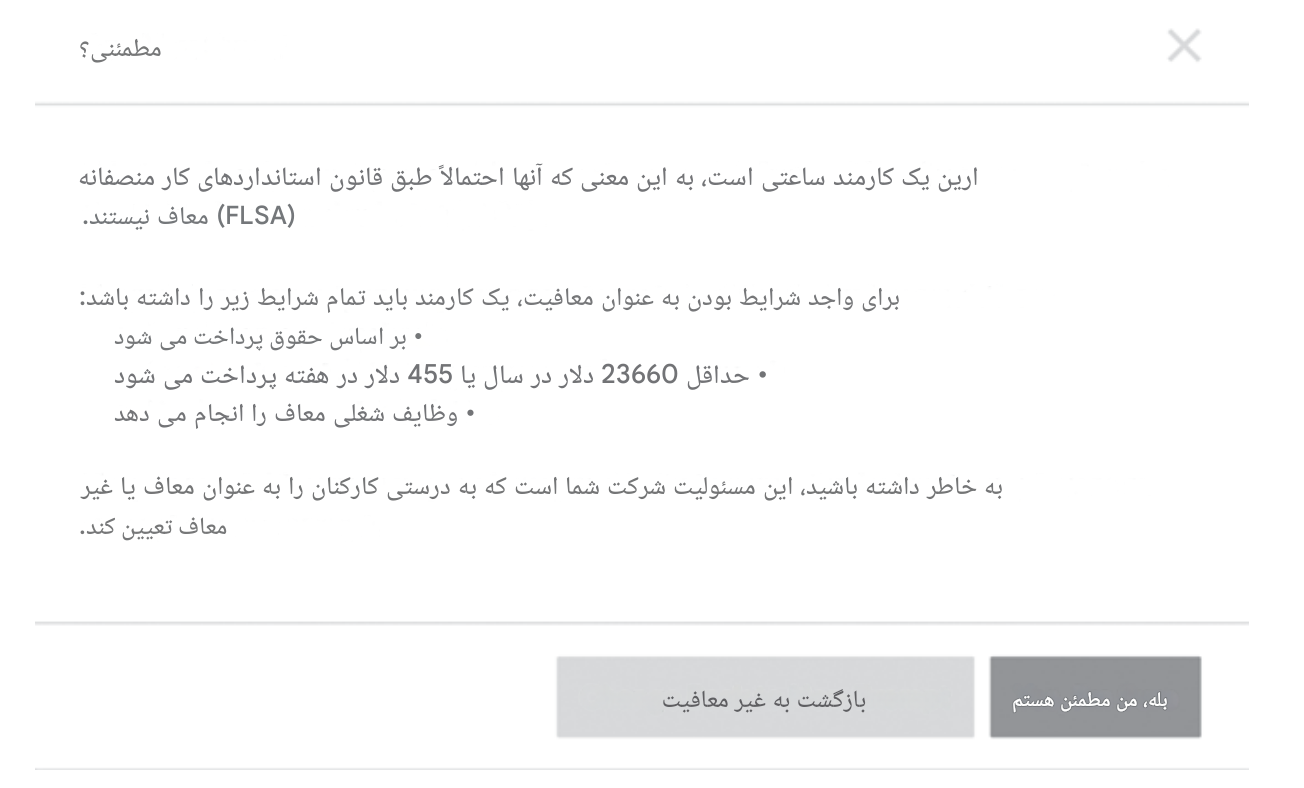 مطمئنی؟
ارین یک کارمند ساعتی است، به این معنی که آنها احتمالاً طبق قانون استانداردهای کار منصفانه
(FLSA) معاف نیستند.
برای واجد شرایط بودن به عنوان معافیت، یک کارمند باید تمام شرایط زیر را داشته باشد:
• بر اساس حقوق پرداخت می شود
• حداقل 23660 دلار در سال یا 455 دلار در هفته پرداخت می شود
• وظایف شغلی معاف را انجام می دهد
به خاطر داشته باشید، این مسئولیت شرکت شما است که به درستی کارکنان را به عنوان معاف یا غیر
معاف تعیین کند.
بله، من مطمئن هستم
بازگشت به غیر معافیت